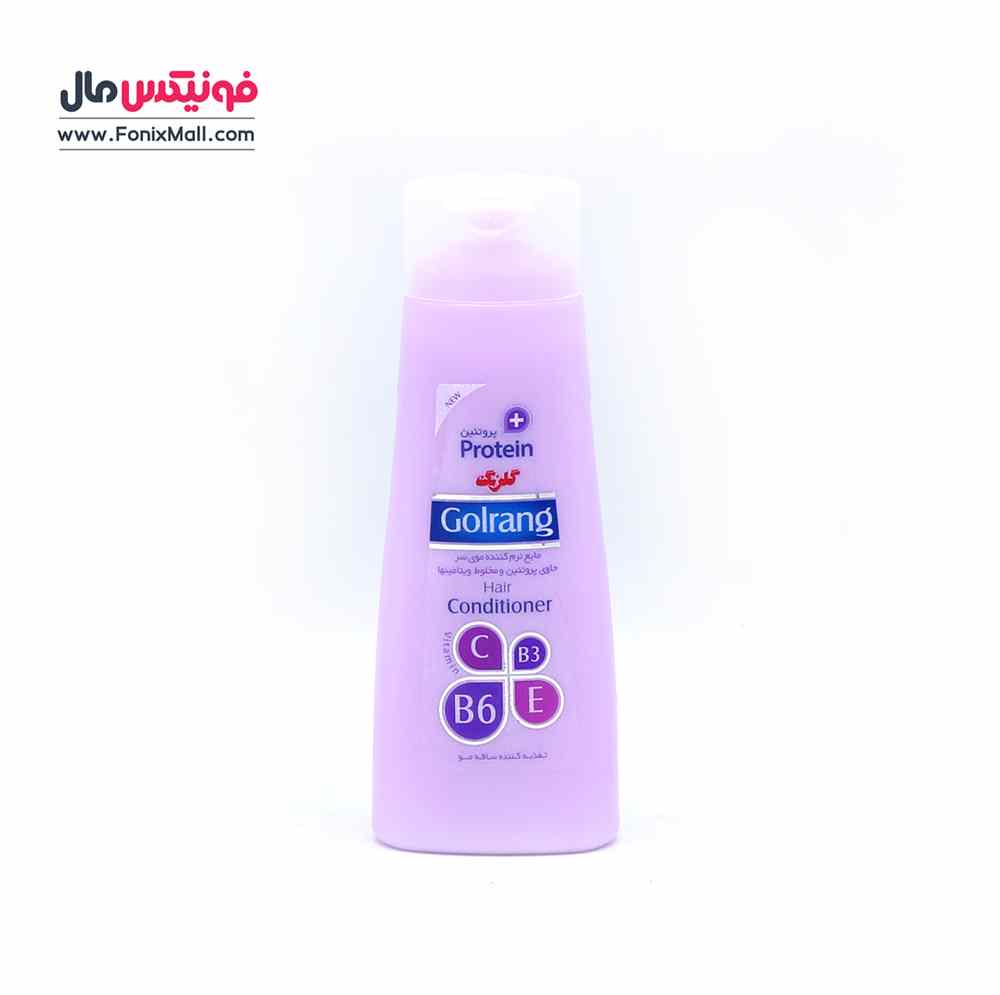 فونیکس مال
www.FonixMall.com
NEW
پروتئین
Protein
گلرنگ
Golrang
مایع نرم کننده موی سر
حاوی پروتئین و مخلوط ویتامینها
Hair
Conditioner
Vitamin
C
B3
B6
E
تغذیه کننده ساقه مو